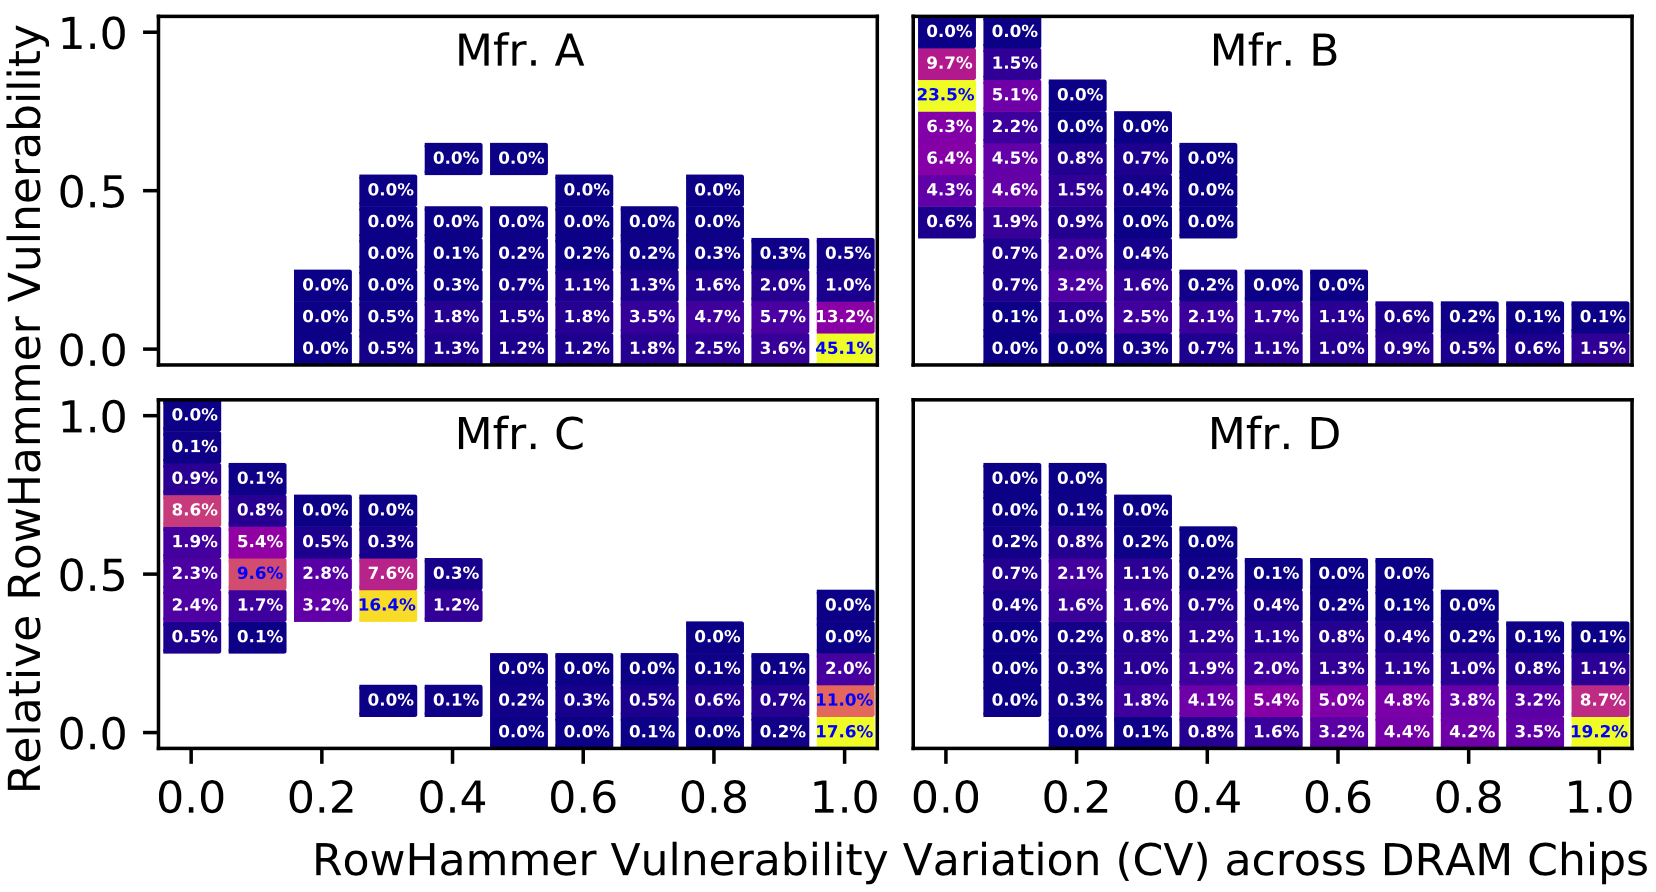 Relative RowHammer Vulnerability
Mfr. A
1.0
0.0% 0.0%
0.5 0.0% 0.0% 0.0%
0.0% 0.0% 0.0% 0.0% 0.0% 0.0%
0.0% 0.1% 0.2% 0.2% 0.2% 0.3% 0.3% 0.5%
0.0% 0.0% 0.3% 0.7% 1.1% 1.3% 1.6% 2.0% 1.0%
0.0% 0.5% 1.8% 1.5% 1.8% 3.5% 4.7% 5.7% 13.2%
0.0 0.0% 0.5% 1.3% 1.2% 1.2% 1.8% 2.5% 3.6% 45.1%
Mfr. B
0.0% 0.0%
9.7% 1.5%
23.5% 5.1% 0.0%
6.3% 2.2% 0.0% 0.0%
6.4% 4.5% 0.8% 0.7% 0.0%
4.3% 4.6% 1.5% 0.4% 0.0%
0.6% 1.9% 0.9% 0.0% 0.0%
0.7% 2.0% 0.4%
0.7% 3.2% 1.6% 0.2% 0.0% 0.0%
0.1% 1.0% 2.5% 2.1% 1.7% 1.1% 0.6% 0.2% 0.1% 0.1%
0.0% 0.0% 0.3% 0.7% 1.1% 1.0% 0.9% 0.5% 0.6% 1.5%
Mfr. C
1.0 0.0%
0.1%
0.9% 0.1%
8.6% 0.8% 0.0% 0.0%
1.9% 5.4% 0.5% 0.3%
0.5 2.3% 9.6% 2.8% 7.6% 0.3%
2.4% 1.7% 3.2% 16.4% 1.2% 0.0%
0.5% 0.1% 0.0% 0.0%
0.0% 0.0% 0.0% 0.1% 0.1% 2.0%
0.0% 0.1% 0.2% 0.3% 0.5% 0.6% 0.7% 11.0%
0.0 0.0% 0.0% 0.1% 0.0% 0.2% 17.6%
0.0 0.2 0.4 0.6 0.8 1.0
Mfr. D
0.0% 0.0%
0.0% 0.1% 0.0%
0.2% 0.8% 0.2% 0.0%
0.7% 2.1% 1.1% 0.2% 0.1% 0.0% 0.0%
0.4% 1.6% 1.6% 0.7% 0.4% 0.2% 0.1% 0.0%
0.0% 0.2% 0.8% 1.2% 1.1% 0.8% 0.4% 0.2% 0.1% 0.1%
0.0% 0.3% 1.0% 1.9% 2.0% 1.3% 1.1% 1.0% 0.8% 1.1%
0.0% 0.3% 1.8% 4.1% 5.4% 5.0% 4.8% 3.8% 3.2% 8.7%
0.0% 0.1% 0.8% 1.6% 3.2% 4.4% 4.2% 3.5% 19.2%
0.0 0.2 0.4 0.6 0.8 1.0
RowHammer Vulnerability Variation (CV) across DRAM Chips